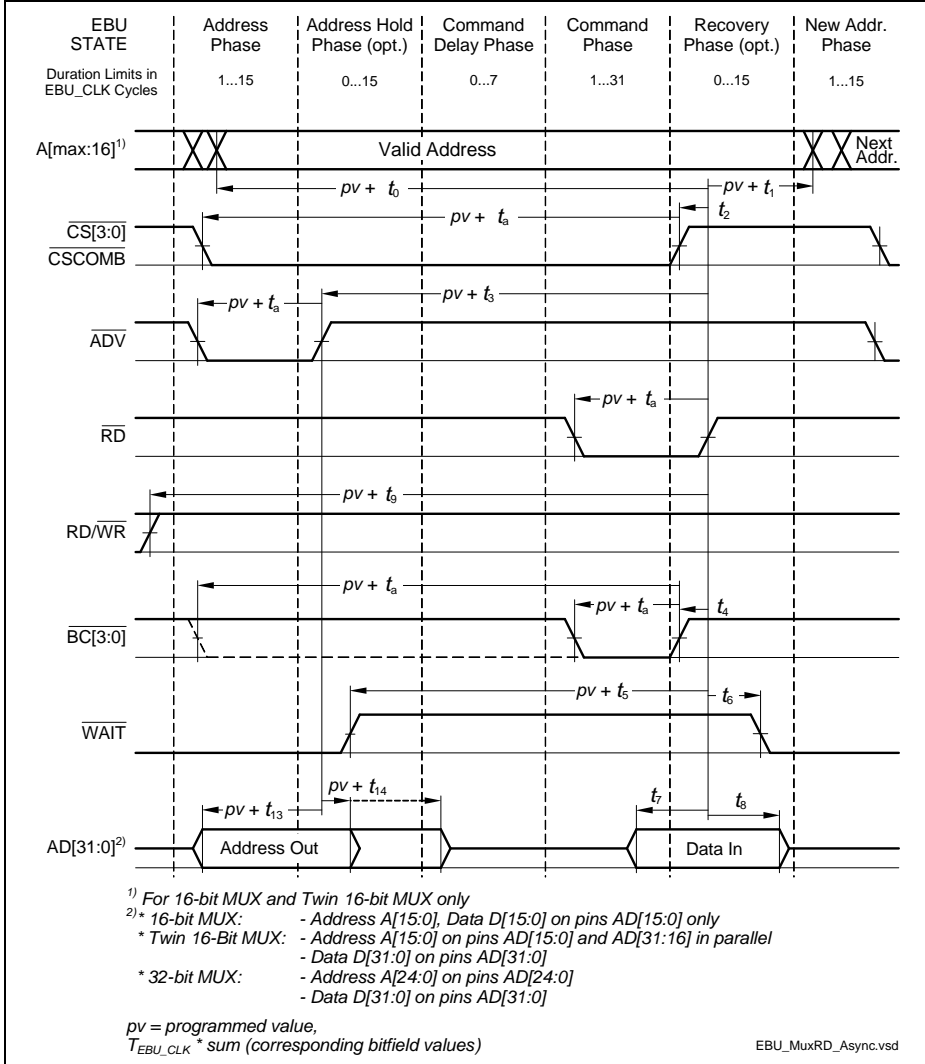 EBU STATE
Address Phase
Address Hold Phase (opt.)
Command Delay Phase
Command Phase
Recovery Phase (opt.)
New Addr. Phase
Duration Limits in EBU_CLK Cycles
1...15
0...15
0...7
1...31
0...15
1...15
A[max:16]1)
Valid Address
Next Addr.
pv + t0
pv + t1
CS[3:0]
CSCOMB
pv + ta
t2
ADV
pv + ta
pv + t3
RD
pv + ta
RD/WR
pv + t9
BC[3:0]
pv + ta
pv + ta
t4
WAIT
pv + t5
t6
AD[31:0]2)
pv + t13
pv + t14
t7
t8
Address Out
Data In
1) For 16-bit MUX and Twin 16-bit MUX only
2)* 16-bit MUX: - Address A[15:0], Data D[15:0] on pins AD[15:0] only
* Twin 16-Bit MUX: - Address A[15:0] on pins AD[15:0] and AD[31:16] in parallel
- Data D[31:0] on pins AD[31:0]
* 32-bit MUX: - Address A[24:0] on pins AD[24:0]
- Data D[31:0] on pins AD[31:0]
pv = programmed value,
TEBU_CLK * sum (corresponding bitfield values)
EBU_MuxRD_Async.vsd